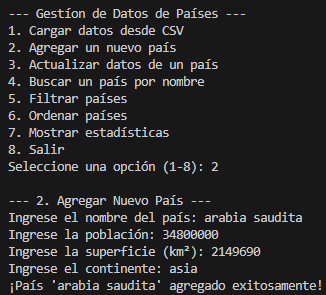 --- Gestíon de Datos de Países ---
1. Cargar datos desde CSV
2. Agregar un nuevo país
3. Actualizar datos de un país
4. Buscar un país por nombre
5. Filtrar países
6. Ordenar países
7. Mostrar estadísticas
8. Salir
Seleccione una opción (1-8): 2

--- 2. Agregar Nuevo País ---
Ingrese el nombre del país: arabia saudita
Ingrese la población: 34800000
Ingrese la superficie (km²): 2149690
Ingrese el continente: asia
¡País 'arabia saudita' agregado exitosamente!